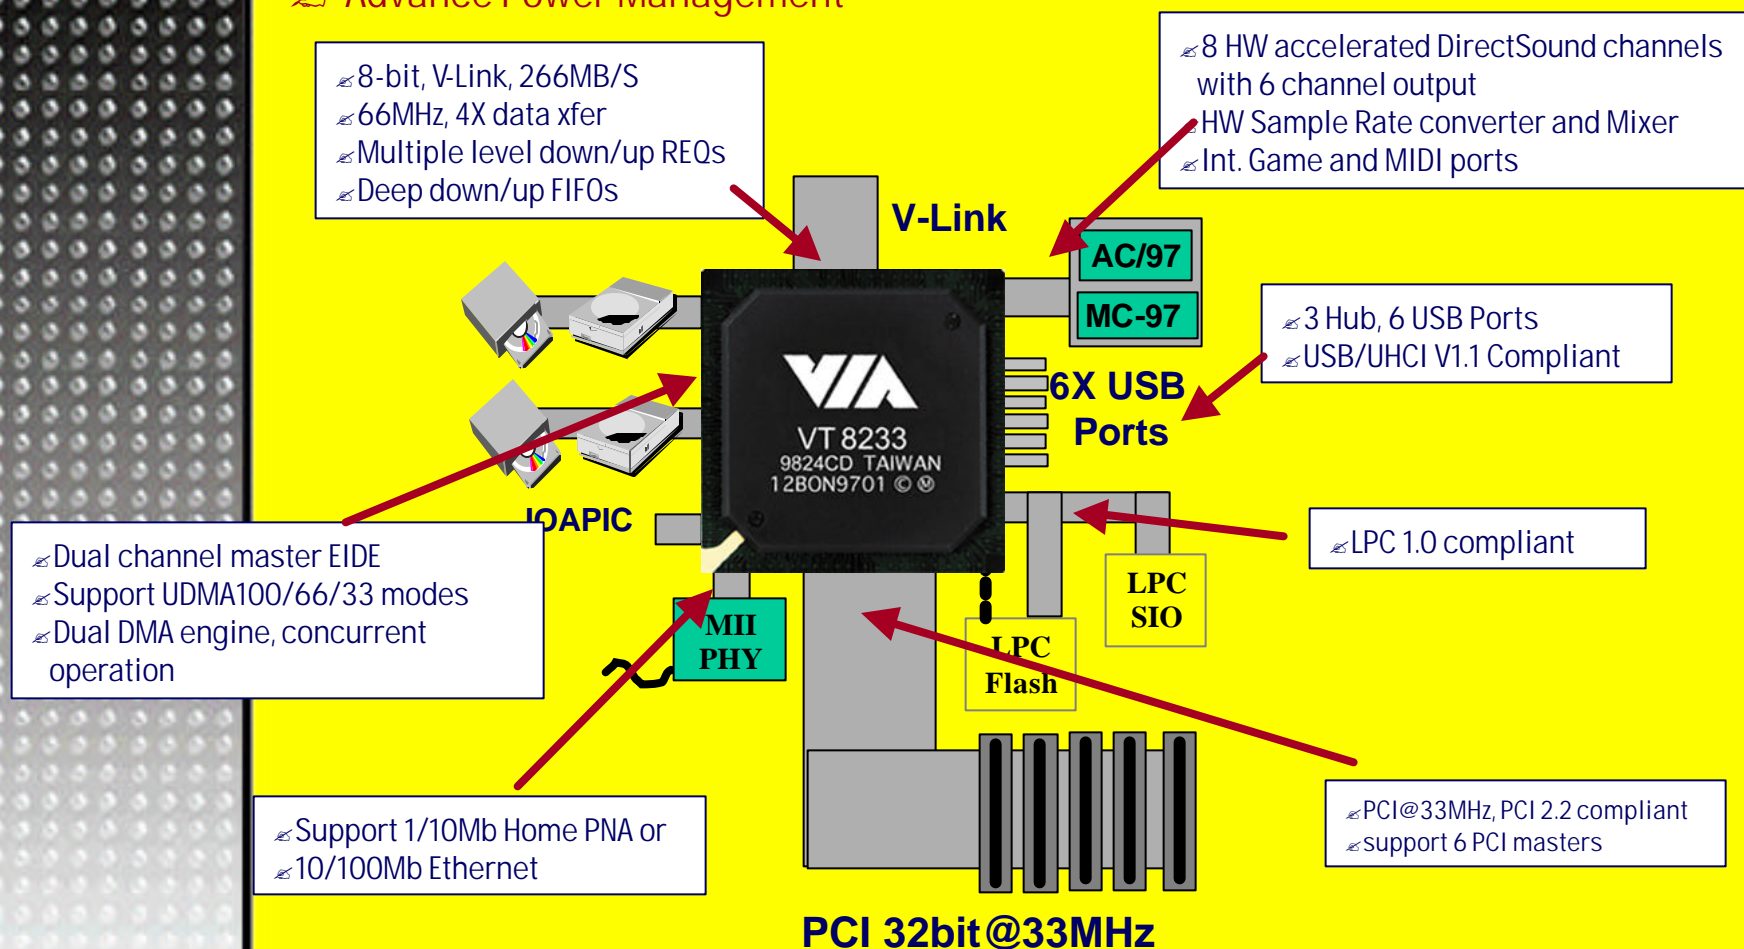 Advance Power Management
8-bit, V-Link, 266MB/S
66MHz, 4X data xfer
Multiple level down/up REQs
Deep down/up FIFOs
8 HW accelerated DirectSound channels
with 6 channel output
HW Sample Rate converter and Mixer
Int. Game and MIDI ports
V-Link
AC/97
MC-97
3 Hub, 6 USB Ports
USB/UHCI V1.1 Compliant
6X USB
Ports
VIA
VT 8233
9824CD TAIWAN
12BON9701 © Ⓜ
IOAPIC
Dual channel master EIDE
Support UDMA100/66/33 modes
Dual DMA engine, concurrent
operation
LPC 1.0 compliant
LPC
SIO
MII
PHY
LPC
Flash
Support 1/10Mb Home PNA or
10/100Mb Ethernet
PCI@33MHz, PCI 2.2 compliant
support 6 PCI masters
PCI 32bit@33MHz